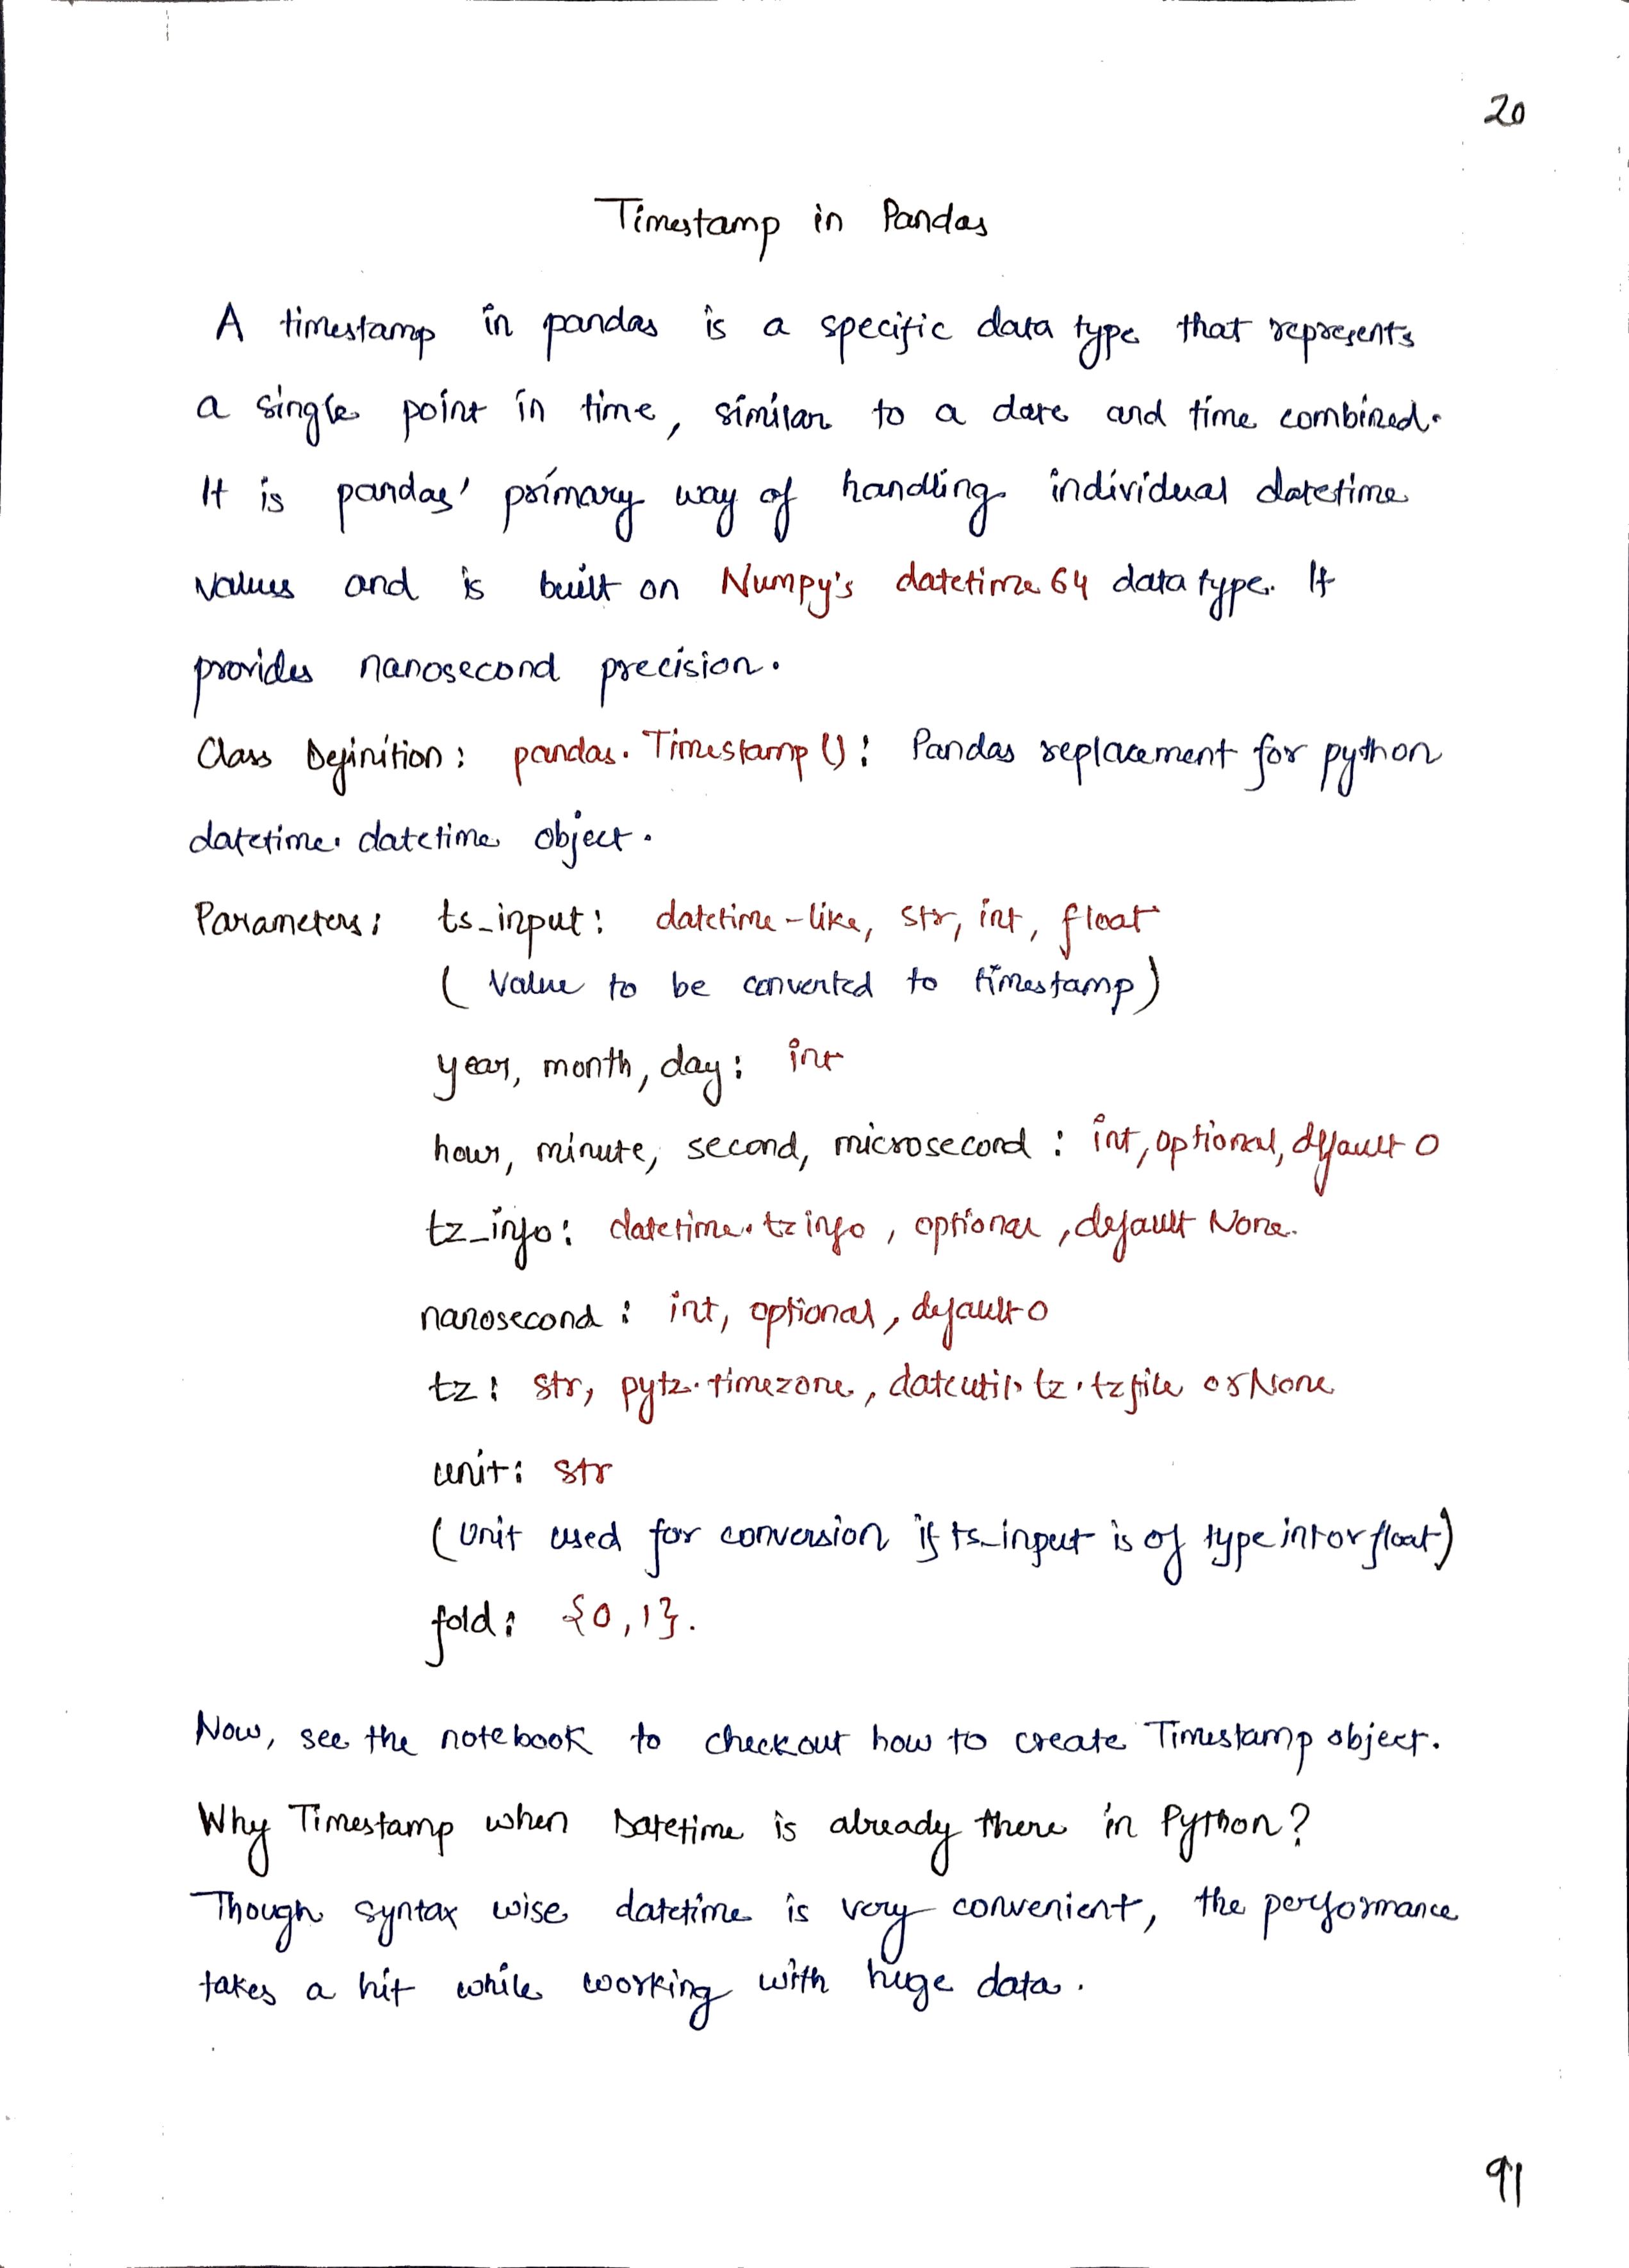 20
Timestamp in Pandas
A timestamp in pandas is a specific data type that represents
a single point in time, similar to a date and time combined.
It is pandas' primary way of handling individual datetime
values and is built on Numpy's datetime64 data type. It
provides nanosecond precision.
Class Definition: pandas.Timestamp(): Pandas replacement for python
datetime.datetime object.
Parameters: ts_input: datetime-like, str, int, float
(Value to be converted to timestamp)
year, month, day: int
hour, minute, second, microsecond: int, optional, default 0
tz_info: datetime.tzinfo, optional, default None.
nanosecond: int, optional, default 0
tz: str, pytz.timezone, dateutil.tz.tzfile or None
unit: str
(Unit used for conversion if ts_input is of type int or float)
fold: {0,1}.
Now, see the notebook to checkout how to create Timestamp object.
Why Timestamp when Datetime is already there in Python?
Though syntax wise datetime is very convenient, the performance
takes a hit while working with huge data.
91